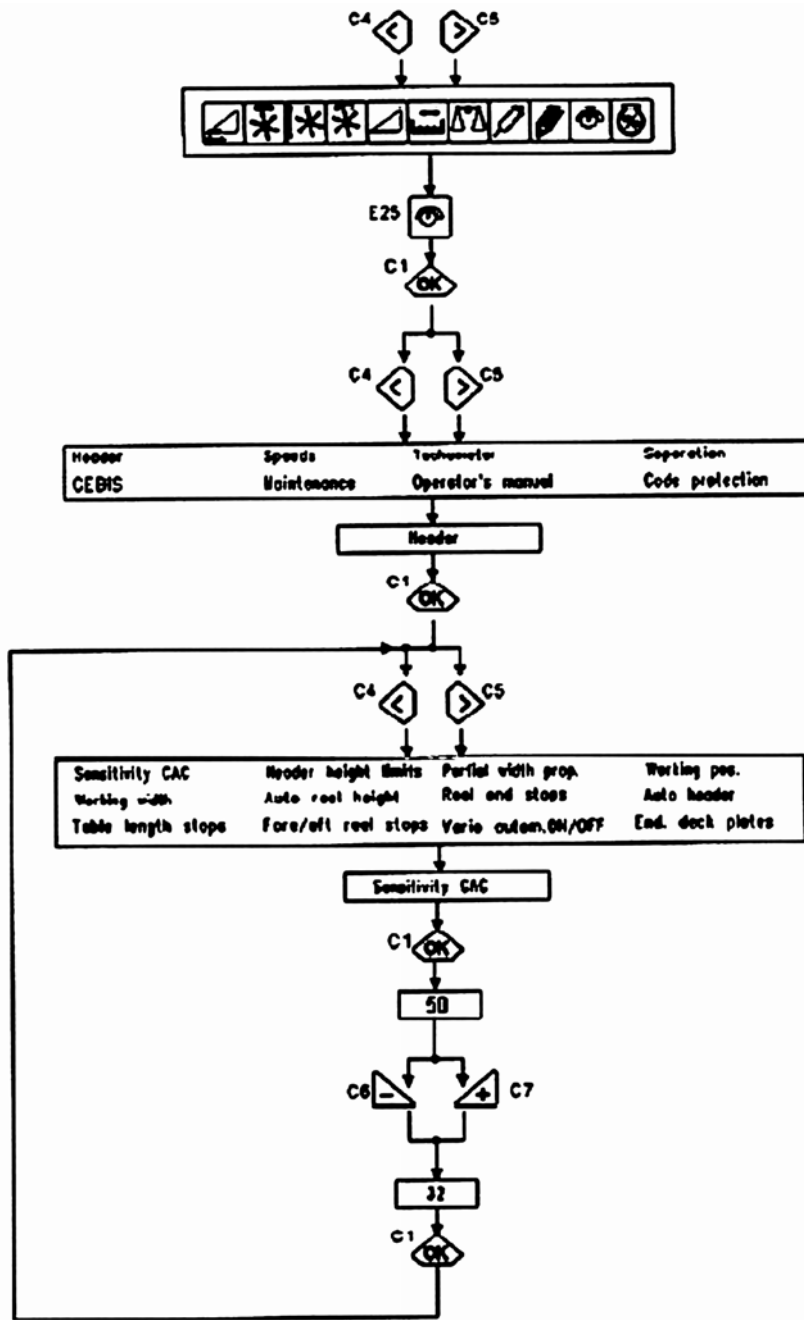 C4 C5
E25
C1
OK
C4 C5
Header Speeds Tachometer Separation
CEBIS Maintenance Operator's manual Code protection
Header
C1
OK
C4 C5
Sensitivity CAC Header height limits Partial width prop. Working pos.
Working width Auto reel height Reel end stops Auto header
Table length stops Fore/aft reel stops Vario autom.ON/OFF End. deck plates
Sensitivity CAC
C1
OK
50
C6 - + C7
32
C1
OK